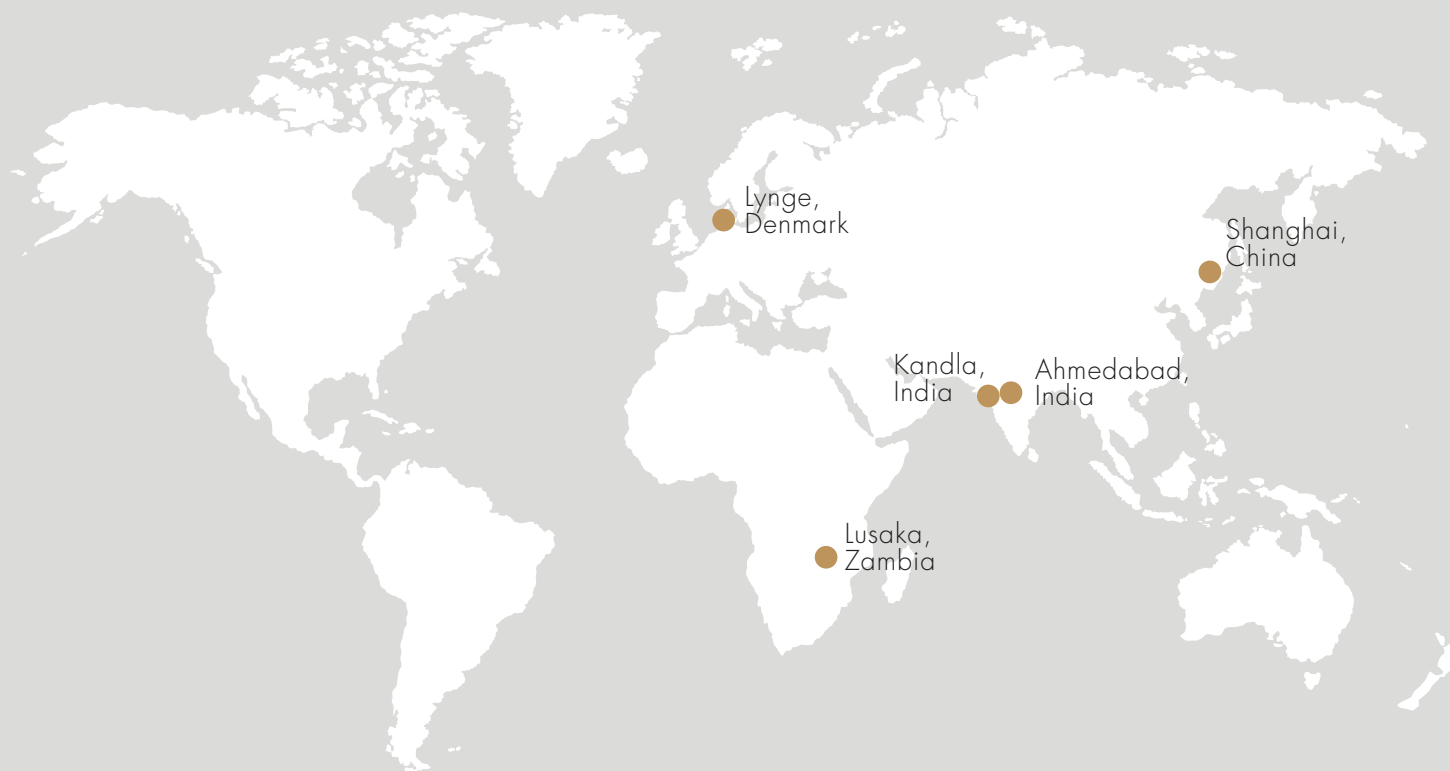 Lynge,
Denmark
Shanghai,
China
Kandla,
India
Ahmedabad,
India
Lusaka,
Zambia